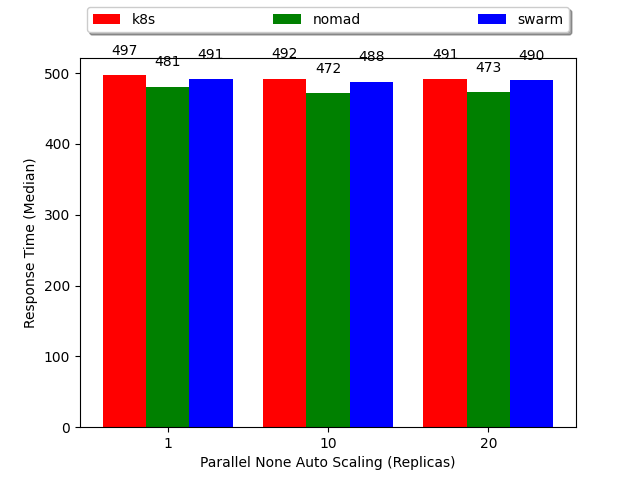 k8s nomad swarm
497 481 491 492 472 488 491 473 490
500
400
300
200
100
0
Response Time (Median)
1 10 20
Parallel None Auto Scaling (Replicas)